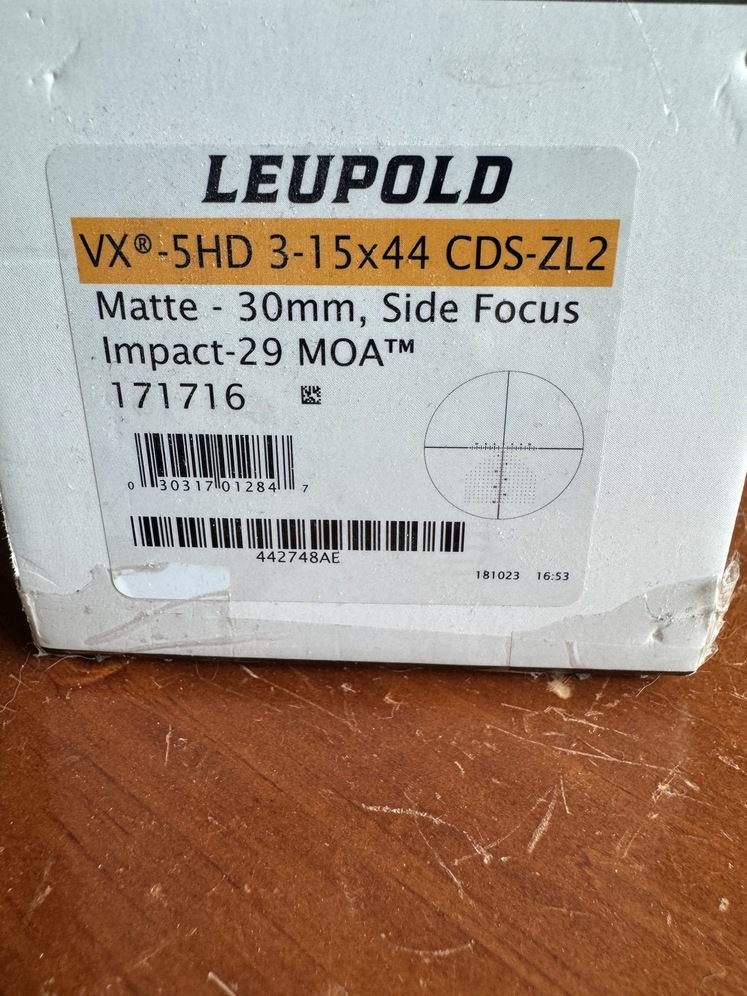 LEUPOLD
VX®-5HD 3-15x44 CDS-ZL2
Matte - 30mm, Side Focus
Impact-29 MOA™
171716
0 30317 01284 7
442748AE
181023 16:53